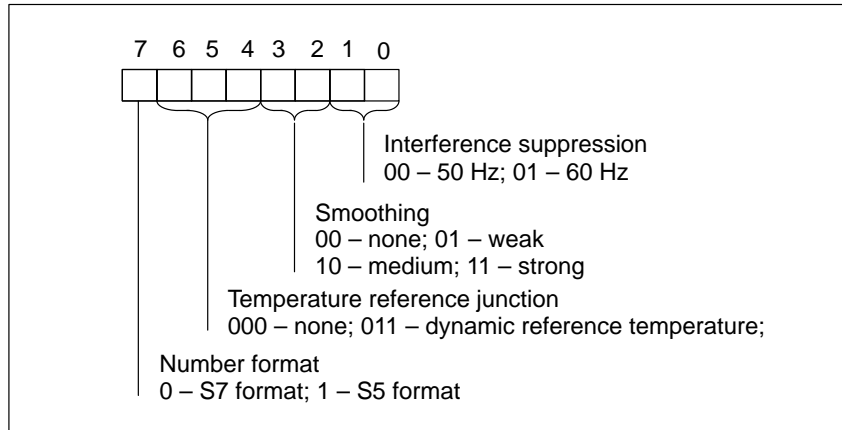 7 6 5 4 3 2 1 0
Interference suppression
00 – 50 Hz; 01 – 60 Hz
Smoothing
00 – none; 01 – weak
10 – medium; 11 – strong
Temperature reference junction
000 – none; 011 – dynamic reference temperature;
Number format
0 – S7 format; 1 – S5 format